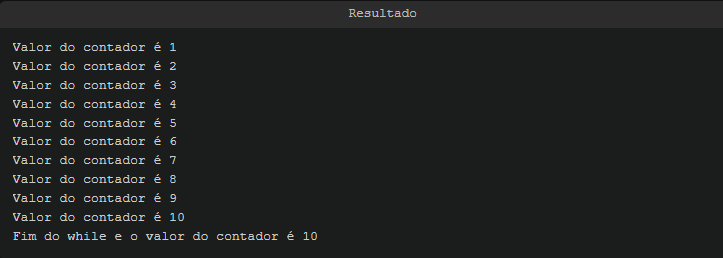 Resultado
Valor do contador é 1
Valor do contador é 2
Valor do contador é 3
Valor do contador é 4
Valor do contador é 5
Valor do contador é 6
Valor do contador é 7
Valor do contador é 8
Valor do contador é 9
Valor do contador é 10
Fim do while e o valor do contador é 10